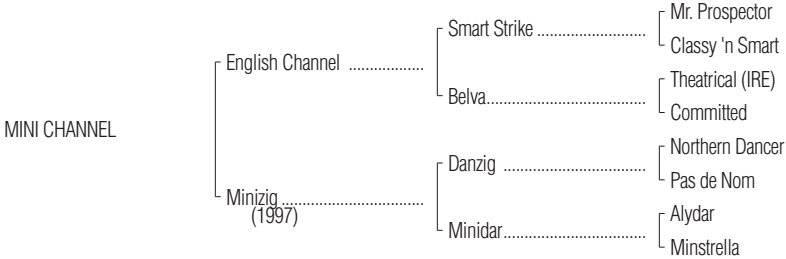 Mr. Prospector
Smart Strike ..........................
Classy 'n Smart
English Channel ..................
Theatrical (IRE)
Belva......................................
Committed
MINI CHANNEL
Northern Dancer
Danzig ..................................
Pas de Nom
Minizig ..................................
(1997)
Alydar
Minidar..................................
Minstrella